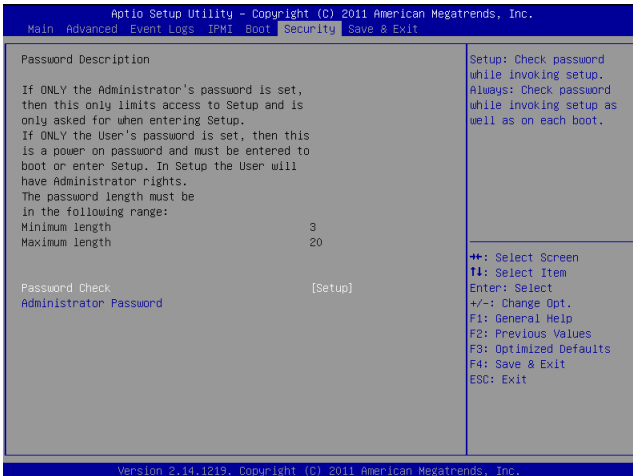 Aptio Setup Utility – Copyright (C) 2011 American Megatrends, Inc.
Main Advanced Event Logs IPMI Boot Security Save & Exit
Password Description
If ONLY the Administrator's password is set,
then this only limits access to Setup and is
only asked for when entering Setup.
If ONLY the User's password is set, then this
is a power on password and must be entered to
boot or enter Setup. In Setup the User will
have Administrator rights.
The password length must be
in the following range:
Minimum length 3
Maximum length 20
Password Check [Setup]
Administrator Password
Setup: Check password
while invoking setup.
Always: Check password
while invoking setup as
well as on each boot.
→←: Select Screen
↑↓: Select Item
Enter: Select
+/-: Change Opt.
F1: General Help
F2: Previous Values
F3: Optimized Defaults
F4: Save & Exit
ESC: Exit
Version 2.14.1219. Copyright (C) 2011 American Megatrends, Inc.